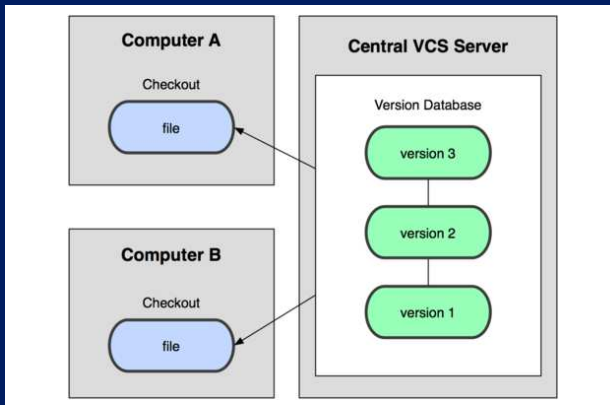 Computer A
Checkout
file
Computer B
Checkout
file
Central VCS Server
Version Database
version 3
version 2
version 1